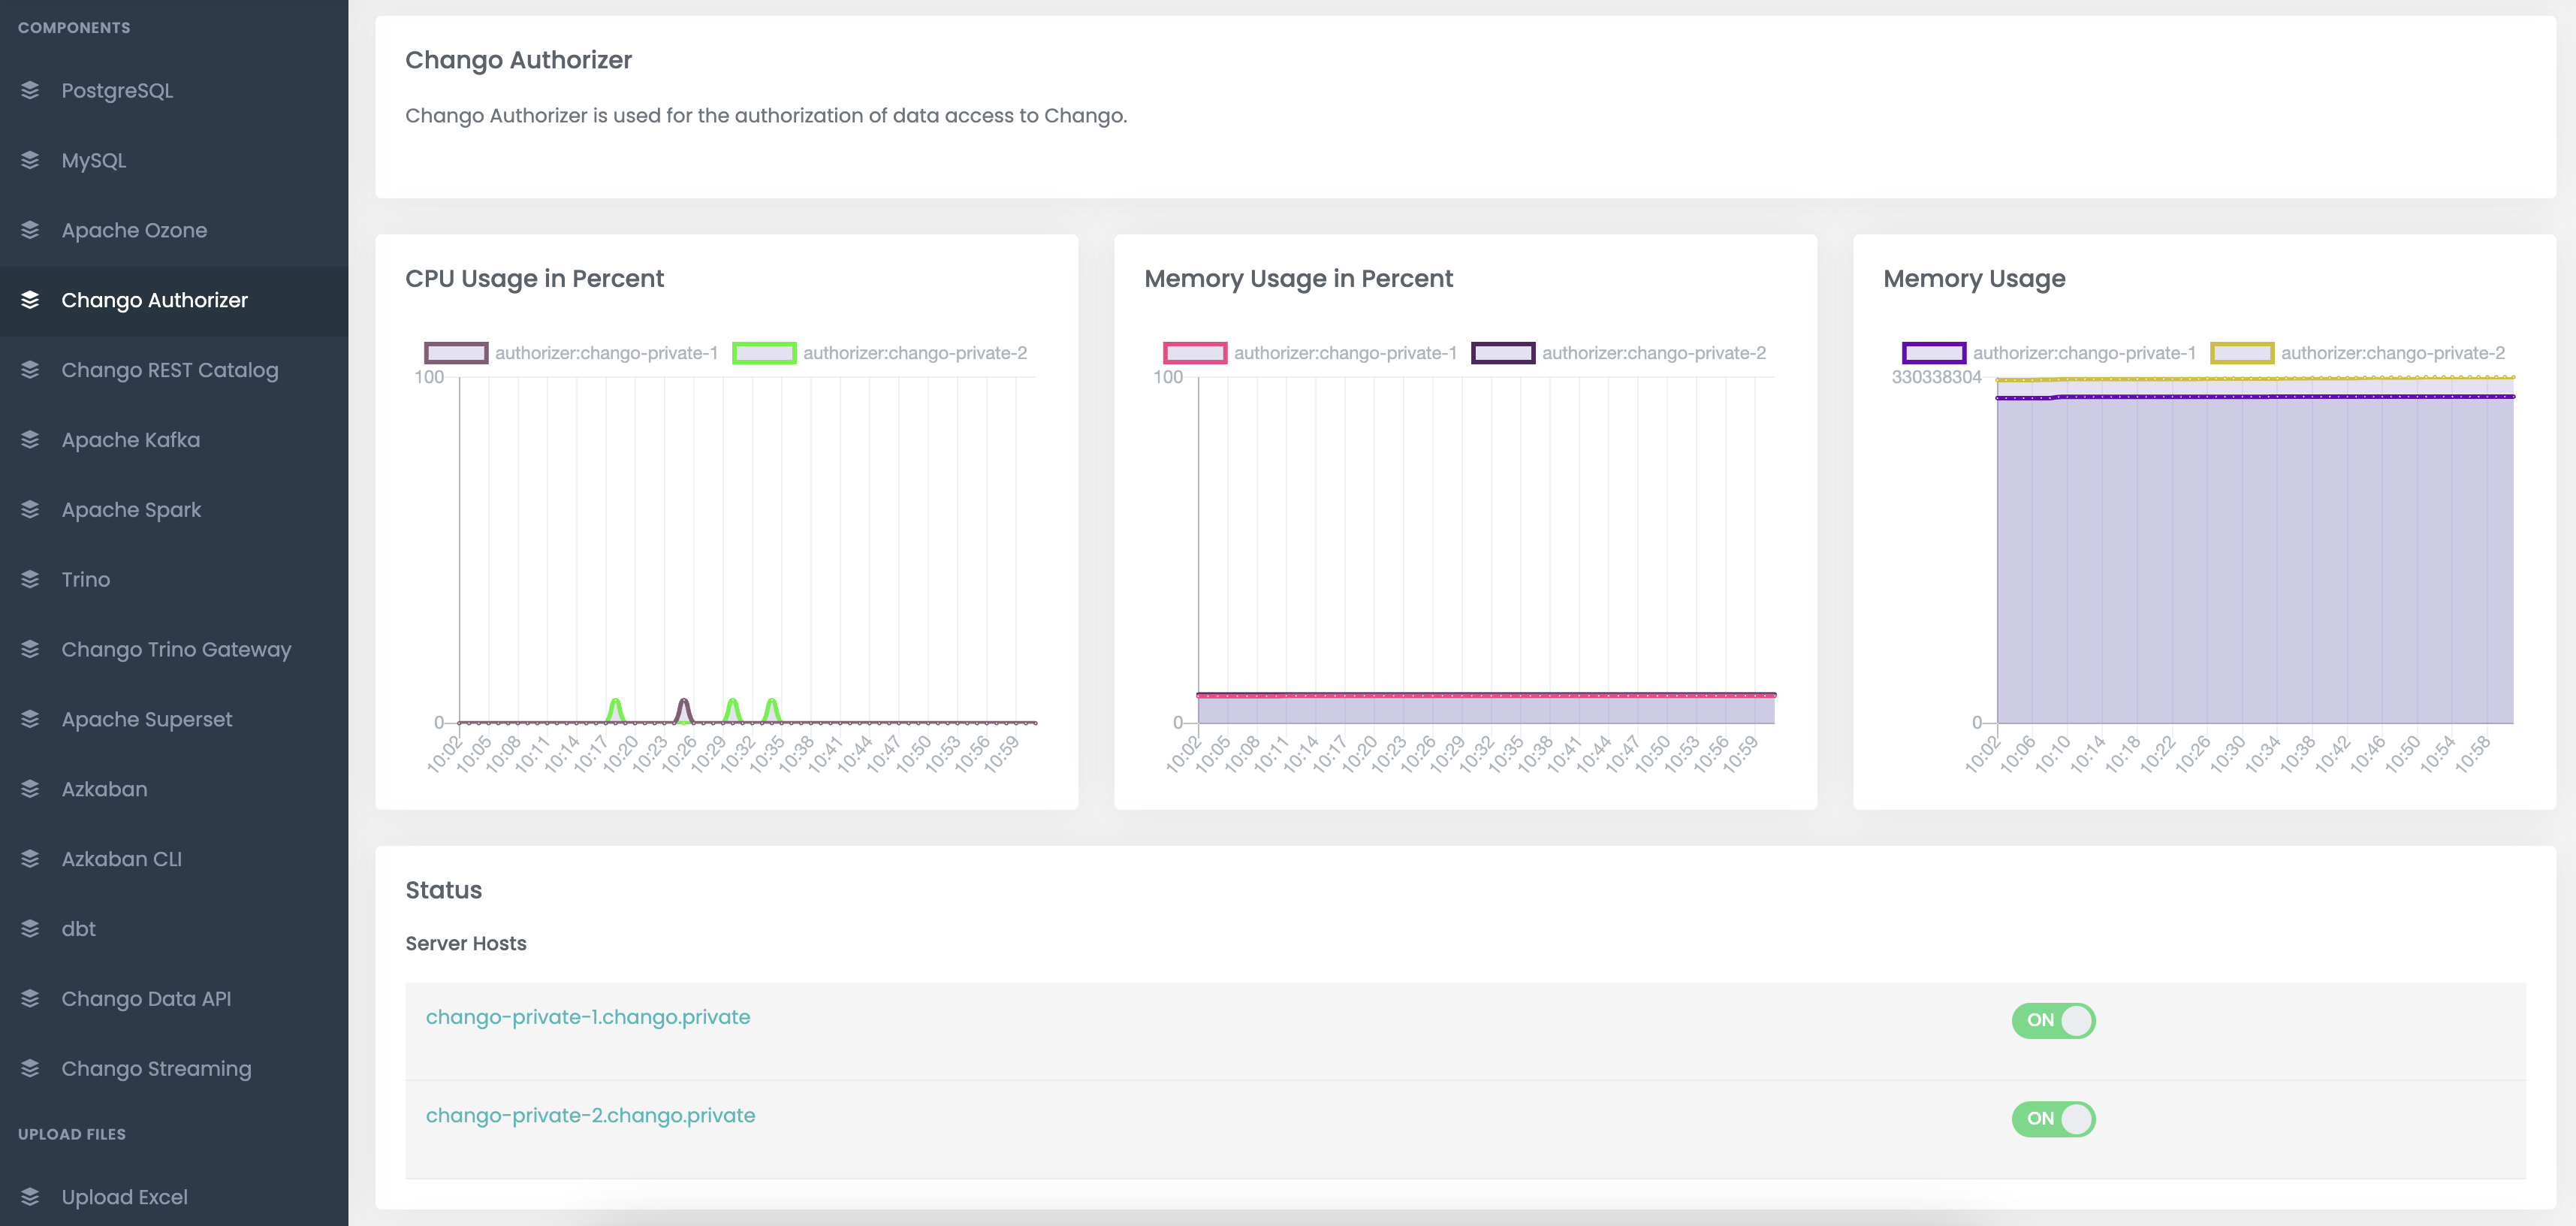 COMPONENTS
PostgreSQL
MySQL
Apache Ozone
Chango Authorizer
Chango REST Catalog
Apache Kafka
Apache Spark
Trino
Chango Trino Gateway
Apache Superset
Azkaban
Azkaban CLI
dbt
Chango Data API
Chango Streaming
UPLOAD FILES
Upload Excel
Chango Authorizer
Chango Authorizer is used for the authorization of data access to Chango.
CPU Usage in Percent
authorizer:chango-private-1 authorizer:chango-private-2
100
0
10:02 10:05 10:08 10:11 10:14 10:17 10:20 10:23 10:26 10:29 10:32 10:35 10:38 10:41 10:44 10:47 10:50 10:53 10:56 10:59
Memory Usage in Percent
authorizer:chango-private-1 authorizer:chango-private-2
100
0
10:02 10:05 10:08 10:11 10:14 10:17 10:20 10:23 10:26 10:29 10:32 10:35 10:38 10:41 10:44 10:47 10:50 10:53 10:56 10:59
Memory Usage
authorizer:chango-private-1 authorizer:chango-private-2
330338304
0
10:02 10:06 10:10 10:14 10:18 10:22 10:26 10:30 10:34 10:38 10:42 10:46 10:50 10:54 10:58
Status
Server Hosts
chango-private-1.chango.private ON
chango-private-2.chango.private ON